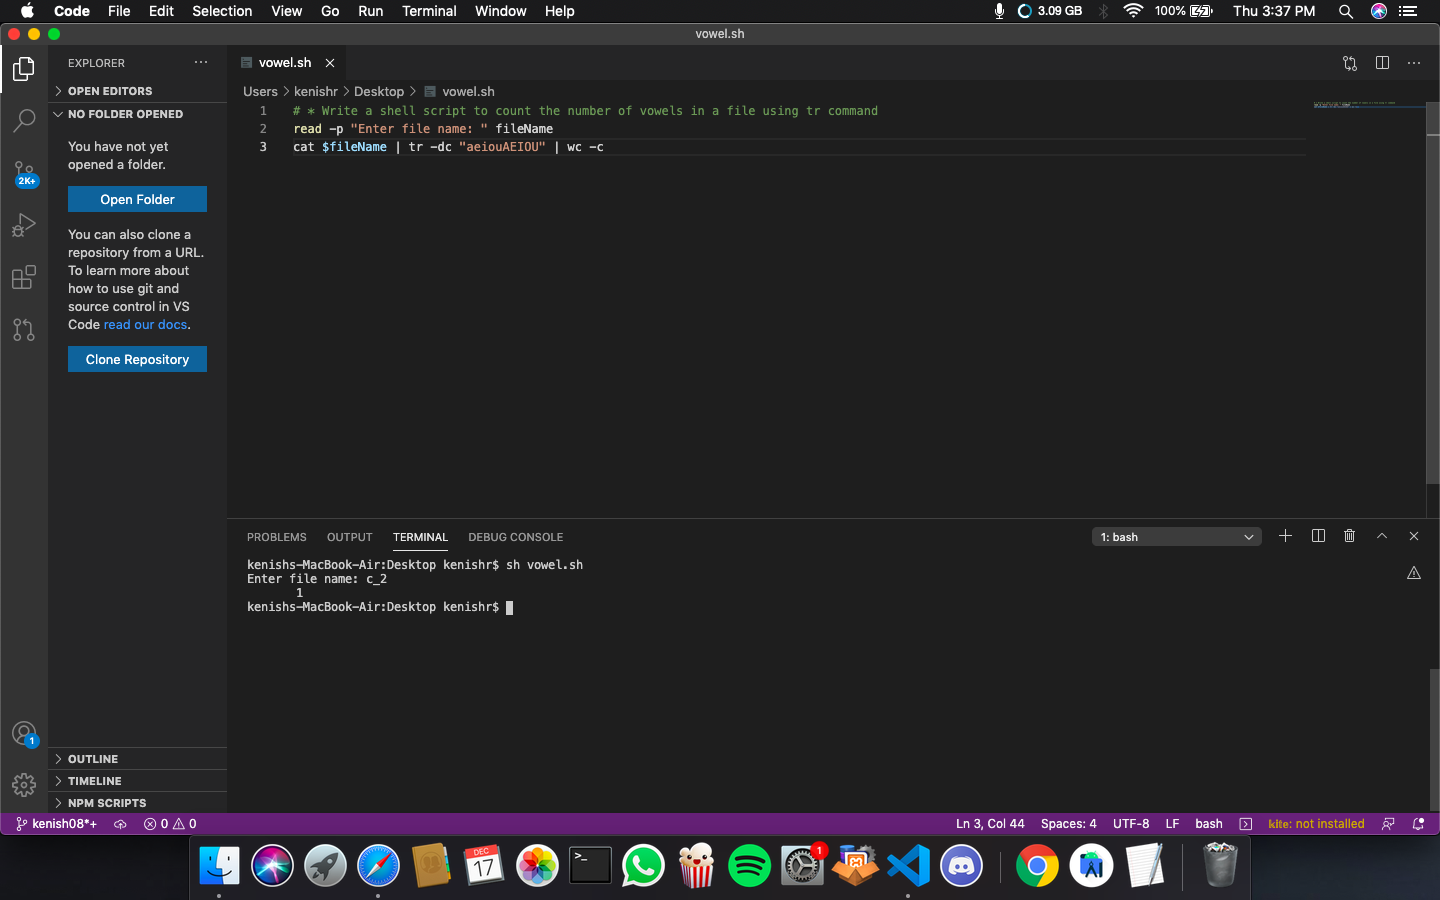 Code File Edit Selection View Go Run Terminal Window Help 3.09 GB 100% Thu 3:37 PM
vowel.sh
EXPLORER
OPEN EDITORS
NO FOLDER OPENED
You have not yet
opened a folder.
Open Folder
You can also clone a
repository from a URL.
To learn more about
how to use git and
source control in VS
Code read our docs.
Clone Repository
2K+
1
OUTLINE
TIMELINE
NPM SCRIPTS
vowel.sh
Users > kenishr > Desktop > vowel.sh
1 # * Write a shell script to count the number of vowels in a file using tr command
2 read -p "Enter file name: " fileName
3 cat $fileName | tr -dc "aeiouAEIOU" | wc -c
PROBLEMS OUTPUT TERMINAL DEBUG CONSOLE 1: bash
kenishs-MacBook-Air:Desktop kenishr$ sh vowel.sh
Enter file name: c_2
1
kenishs-MacBook-Air:Desktop kenishr$
kenish08*+ 0 0 Ln 3, Col 44 Spaces: 4 UTF-8 LF bash kite: not installed
DEC
17
>_
1